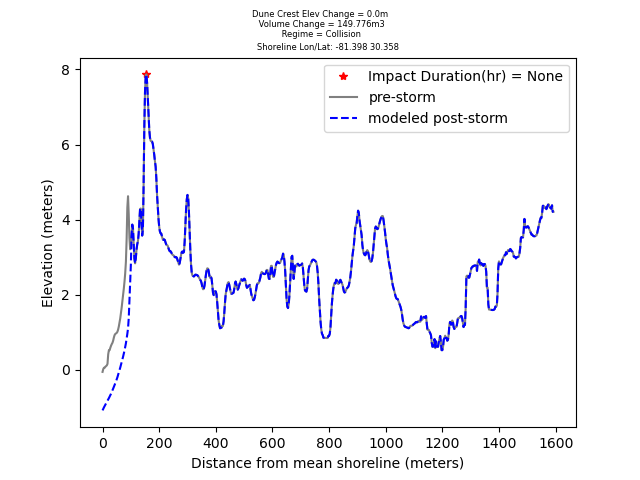 Dune Crest Elev Change = 0.0m
Volume Change = 149.776m3
Regime = Collision
Shoreline Lon/Lat: -81.398 30.358
Impact Duration(hr) = None
pre-storm
modeled post-storm
8
6
4
2
0
Elevation (meters)
0 200 400 600 800 1000 1200 1400 1600
Distance from mean shoreline (meters)